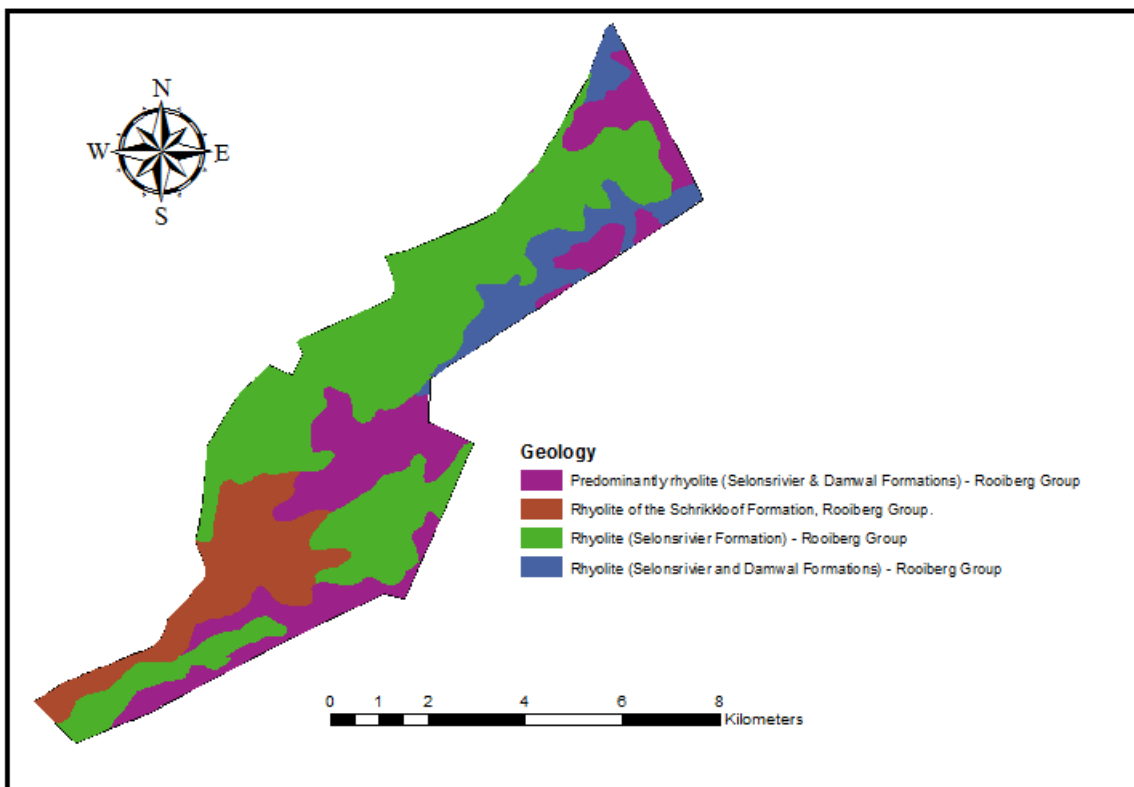 N
W E
S
Geology
Predominantly rhyolite (Selonsrivier & Damwal Formations) - Rooiberg Group
Rhyolite of the Schrikkloof Formation, Rooiberg Group.
Rhyolite (Selonsrivier Formation) - Rooiberg Group
Rhyolite (Selonsrivier and Damwal Formations) - Rooiberg Group
0 1 2 4 6 8
Kilometers